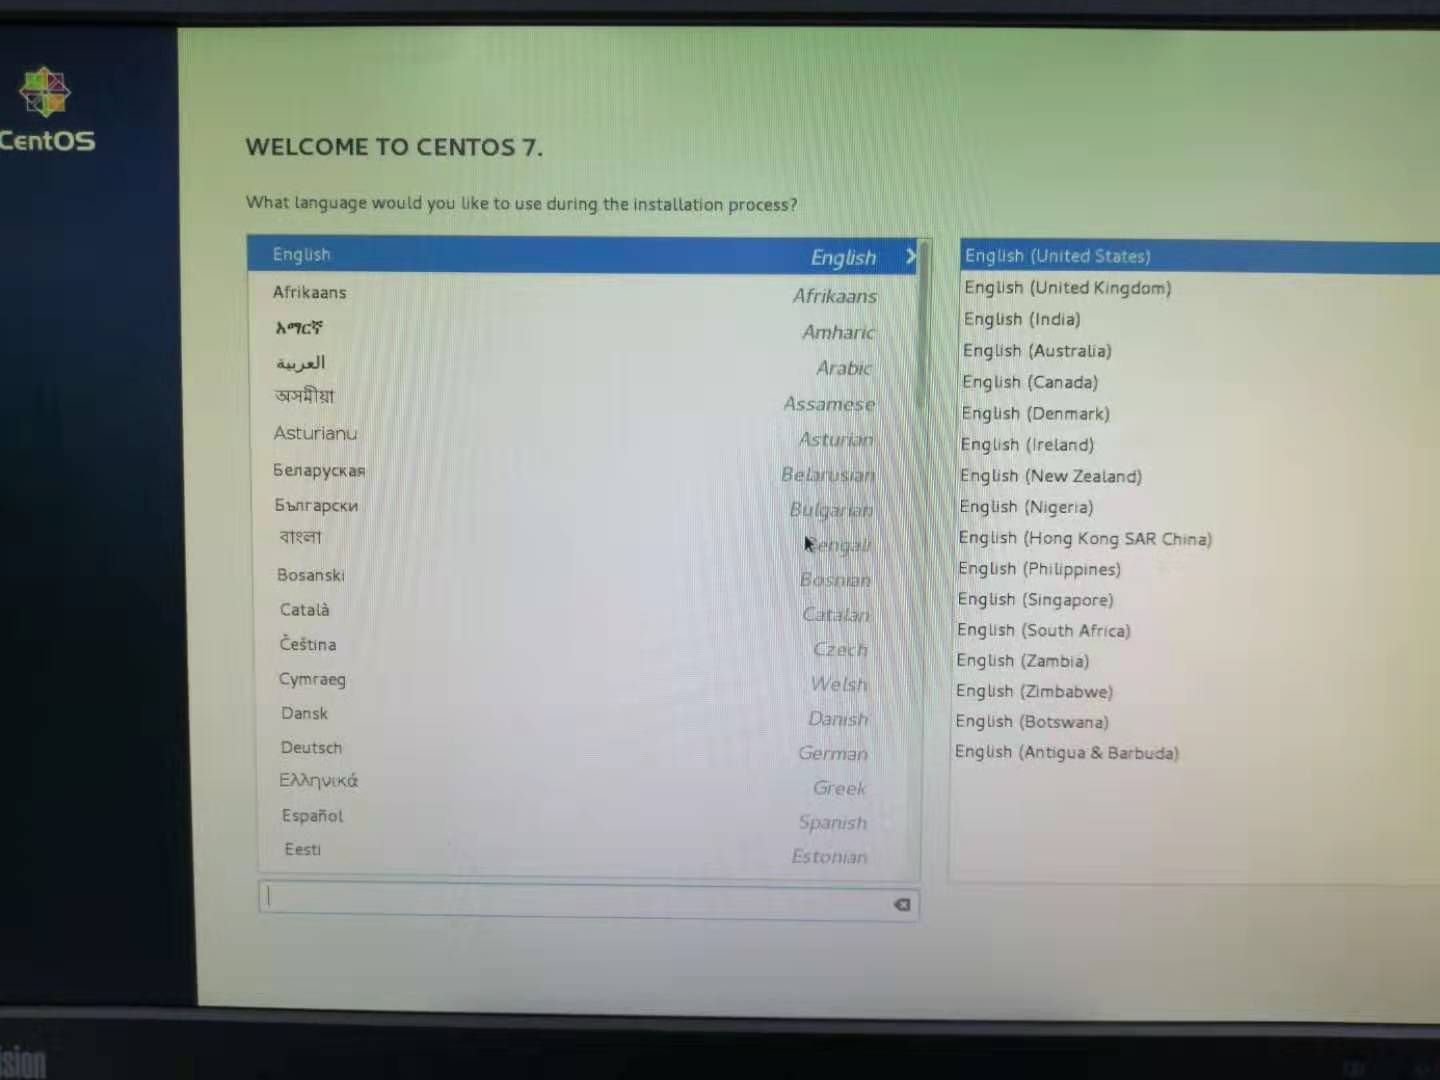 CentOS
WELCOME TO CENTOS 7.
What language would you like to use during the installation process?
English English
Afrikaans Afrikaans
አማርኛ Amharic
العربية Arabic
অসমীয়া Assamese
Asturianu Asturian
Беларуская Belarusian
Български Bulgarian
বাংলা Bengali
Bosanski Bosnian
Català Catalan
Čeština Czech
Cymraeg Welsh
Dansk Danish
Deutsch German
Ελληνικά Greek
Español Spanish
Eesti Estonian
English (United States)
English (United Kingdom)
English (India)
English (Australia)
English (Canada)
English (Denmark)
English (Ireland)
English (New Zealand)
English (Nigeria)
English (Hong Kong SAR China)
English (Philippines)
English (Singapore)
English (South Africa)
English (Zambia)
English (Zimbabwe)
English (Botswana)
English (Antigua & Barbuda)
ision